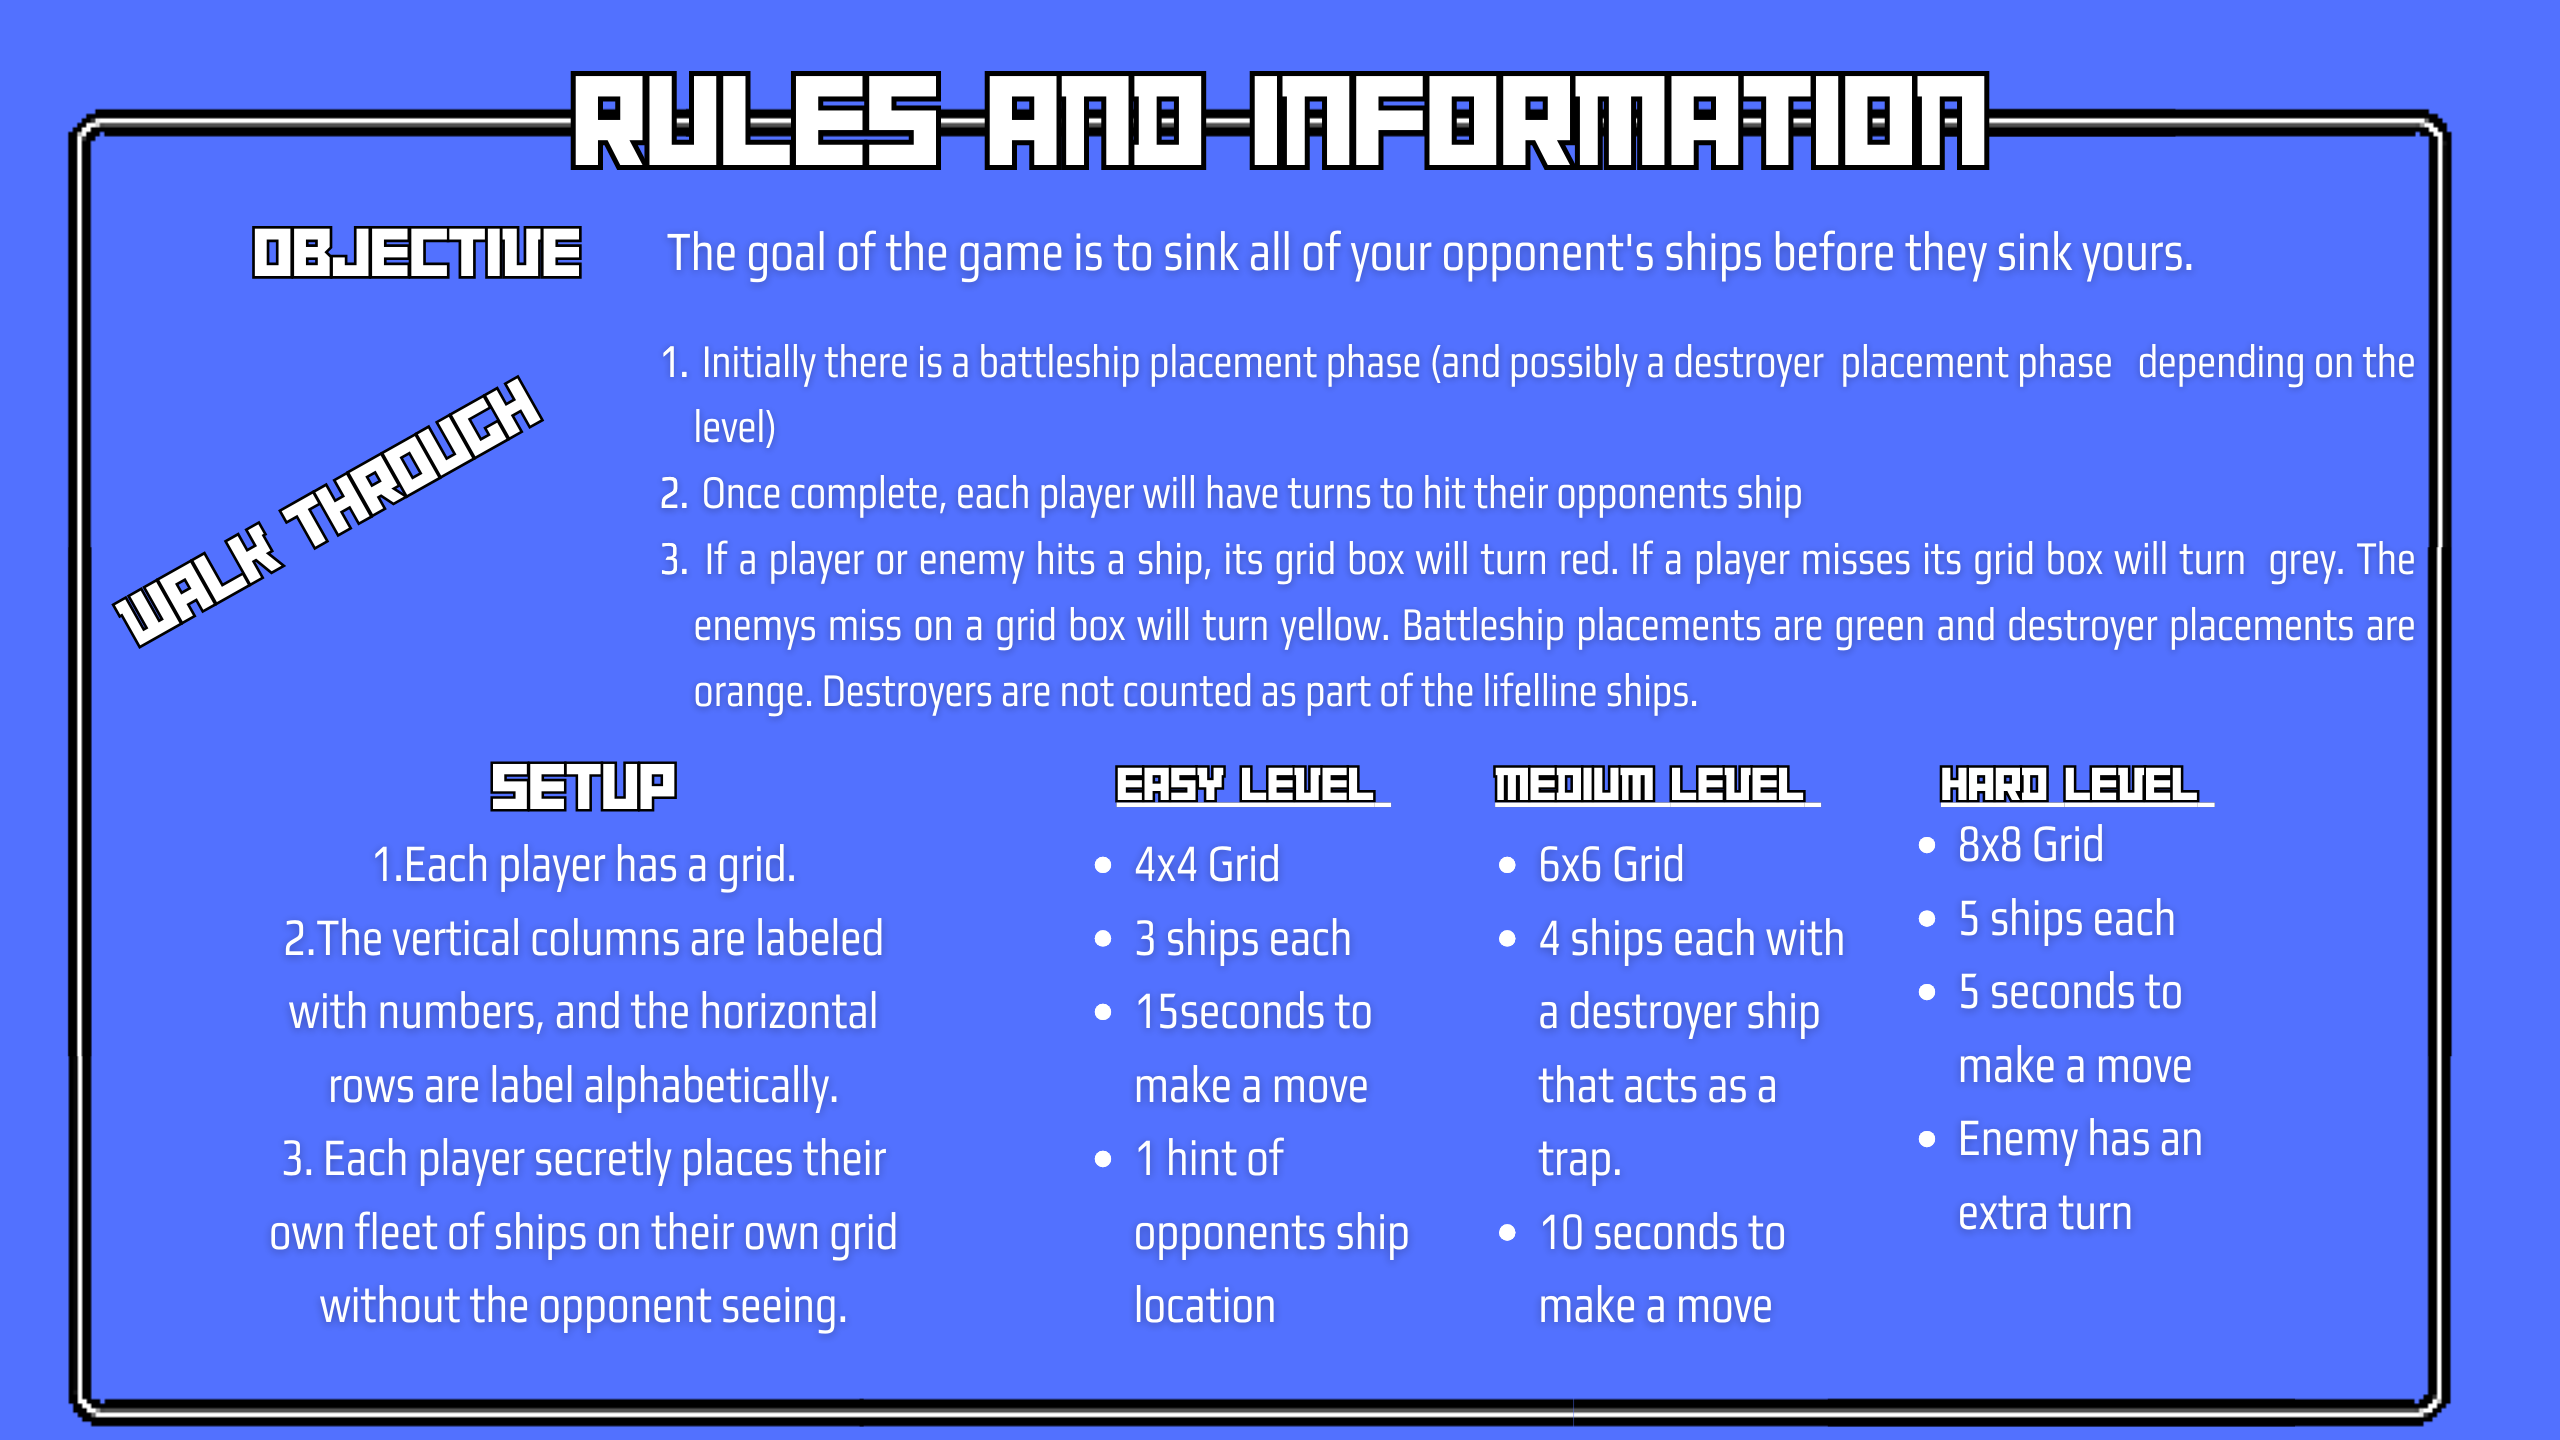 RULES AND INFORMATION
OBJECTIVE
The goal of the game is to sink all of your opponent's ships before they sink yours.
WALK THROUGH
1. Initially there is a battleship placement phase (and possibly a destroyer placement phase depending on the
level)
2. Once complete, each player will have turns to hit their opponents ship
3. If a player or enemy hits a ship, its grid box will turn red. If a player misses its grid box will turn grey. The
enemys miss on a grid box will turn yellow. Battleship placements are green and destroyer placements are
orange. Destroyers are not counted as part of the lifelline ships.
SETUP
1.Each player has a grid.
2.The vertical columns are labeled
with numbers, and the horizontal
rows are label alphabetically.
3. Each player secretly places their
own fleet of ships on their own grid
without the opponent seeing.
EASY LEVEL
• 4x4 Grid
• 3 ships each
• 15seconds to
make a move
• 1 hint of
opponents ship
location
MEDIUM LEVEL
• 6x6 Grid
• 4 ships each with
a destroyer ship
that acts as a
trap.
• 10 seconds to
make a move
HARD LEVEL
• 8x8 Grid
• 5 ships each
• 5 seconds to
make a move
• Enemy has an
extra turn